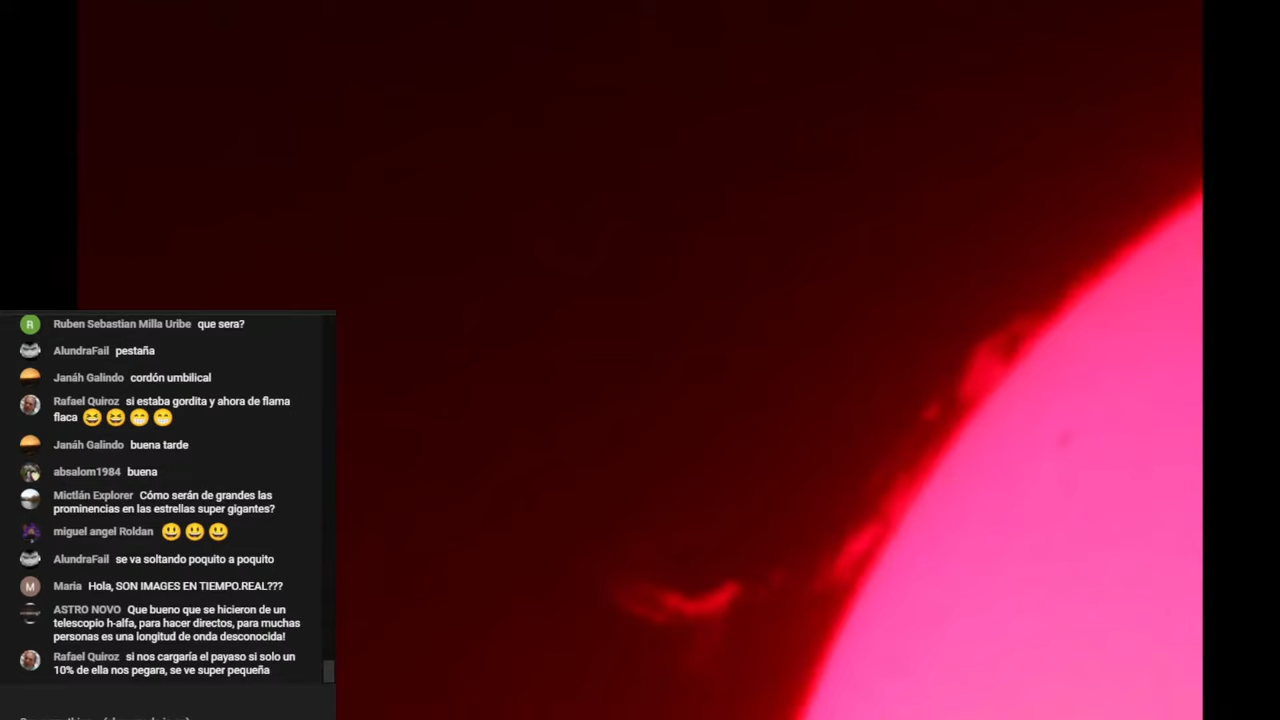 Ruben Sebastian Milla Uribe que sera?
AlundraFail pestaña
Janáh Galindo cordón umbilical
Rafael Quiroz si estaba gordita y ahora de flama
flaca 😆 😆 😁 😁
Janáh Galindo buena tarde
absalom1984 buena
Mictlán Explorer Cómo serán de grandes las
prominencias en las estrellas super gigantes?
miguel angel Roldan 😃 😃 😃
AlundraFail se va soltando poquito a poquito
Maria Hola, SON IMAGES EN TIEMPO.REAL???
ASTRO NOVO Que bueno que se hicieron de un
telescopio h-alfa, para hacer directos, para muchas
personas es una longitud de onda desconocida!
Rafael Quiroz si nos cargaría el payaso si solo un
10% de ella nos pegara, se ve super pequeña